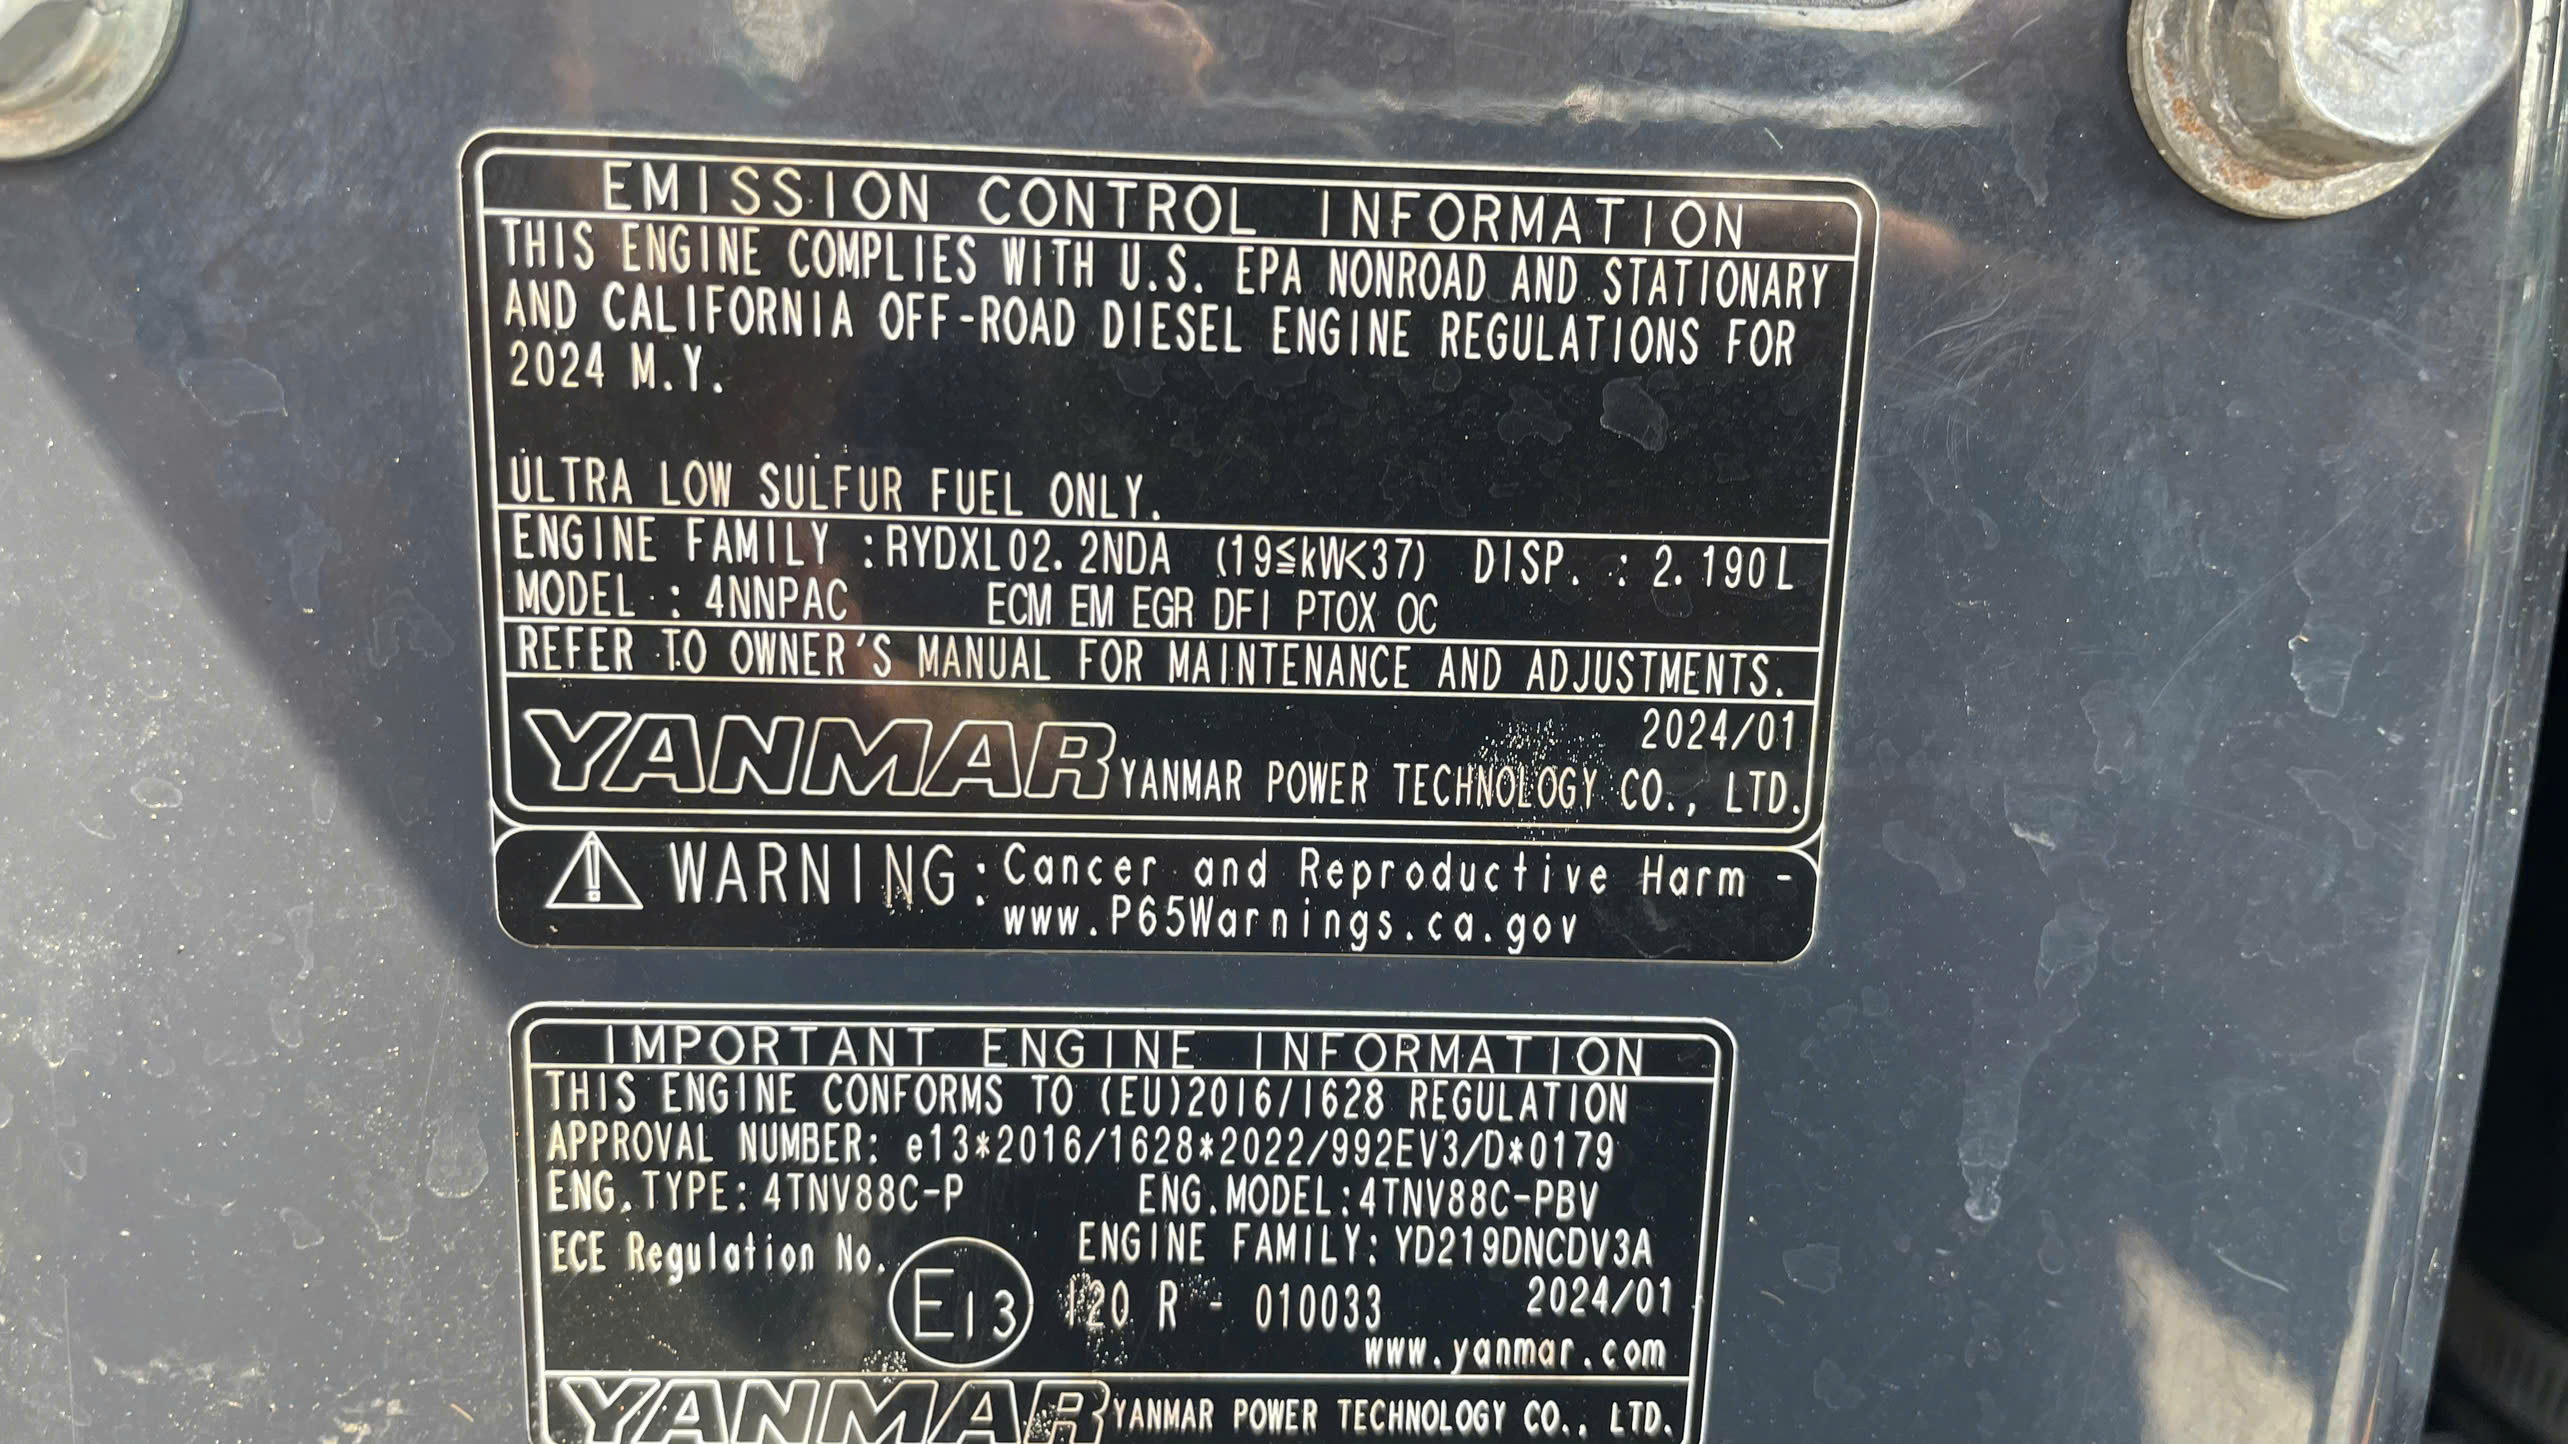 EMISSION CONTROL INFORMATION
THIS ENGINE COMPLIES WITH U.S. EPA NONROAD AND STATIONARY
AND CALIFORNIA OFF-ROAD DIESEL ENGINE REGULATIONS FOR
2024 M.Y.
ULTRA LOW SULFUR FUEL ONLY.
ENGINE FAMILY :RYDXL02.2NDA (19≦kW<37) DISP. : 2.190L
MODEL : 4NNPAC ECM EM EGR DFI PTOX OC
REFER TO OWNER'S MANUAL FOR MAINTENANCE AND ADJUSTMENTS.
2024/01
YANMAR YANMAR POWER TECHNOLOGY CO., LTD.
WARNING: Cancer and Reproductive Harm -
www.P65Warnings.ca.gov
IMPORTANT ENGINE INFORMATION
THIS ENGINE CONFORMS TO (EU)2016/1628 REGULATION
APPROVAL NUMBER: e13*2016/1628*2022/992EV3/D*0179
ENG.TYPE:4TNV88C-P ENG.MODEL:4TNV88C-PBV
ENGINE FAMILY: YD219DNCDV3A
ECE Regulation No. E13 120 R - 010033 2024/01
www.yanmar.com
YANMAR YANMAR POWER TECHNOLOGY CO., LTD.